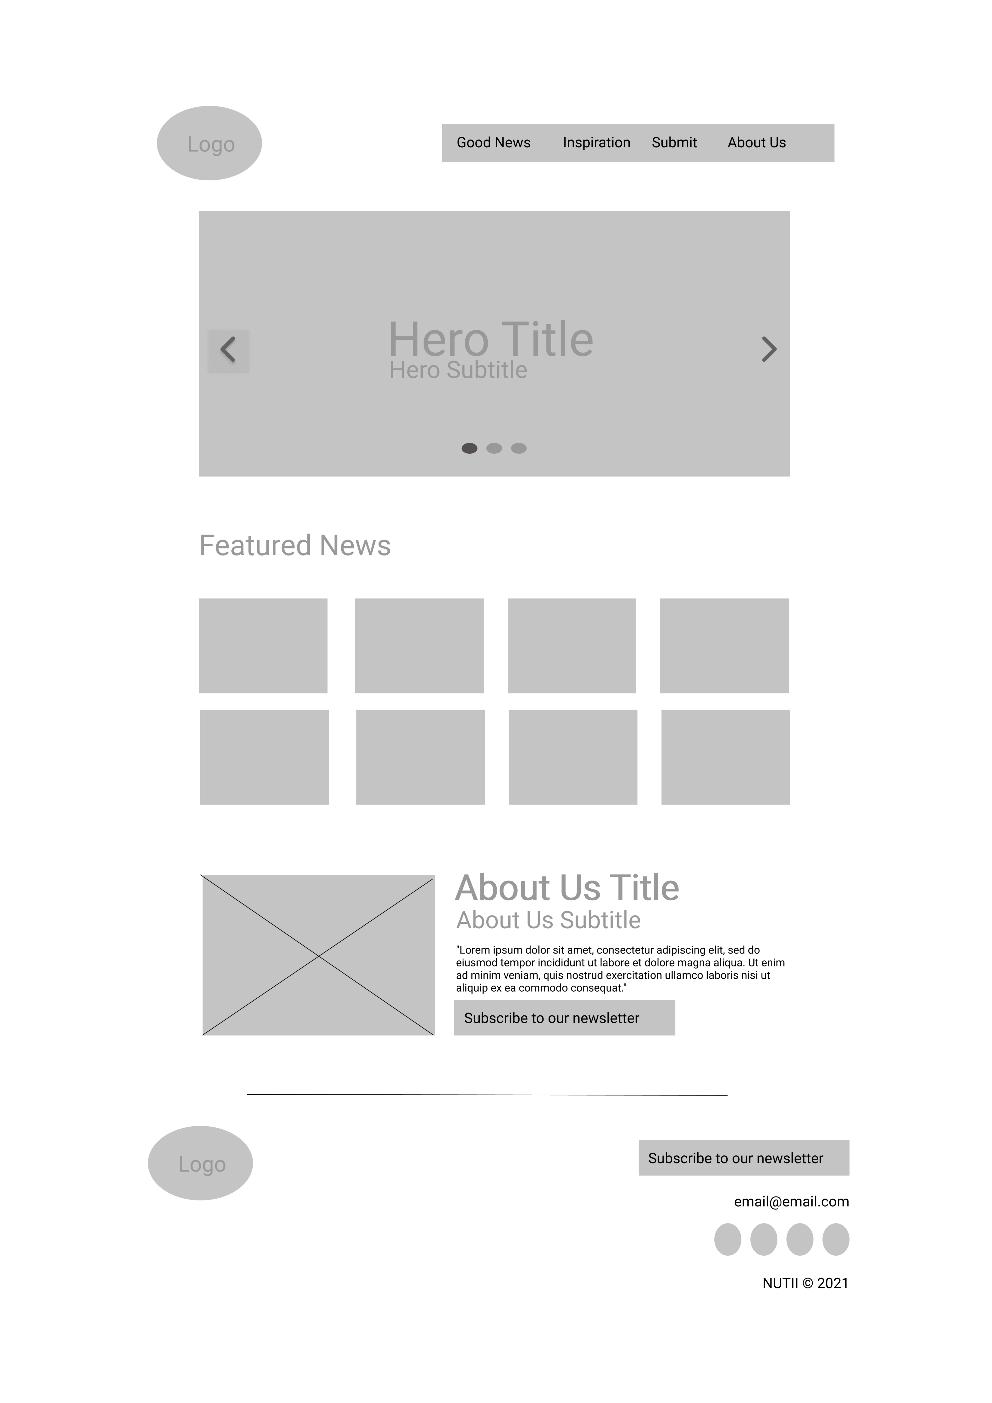 Logo
Good News Inspiration Submit About Us
Hero Title
Hero Subtitle
Featured News
About Us Title
About Us Subtitle
"Lorem ipsum dolor sit amet, consectetur adipiscing elit, sed do
eiusmod tempor incididunt ut labore et dolore magna aliqua. Ut enim
ad minim veniam, quis nostrud exercitation ullamco laboris nisi ut
aliquip ex ea commodo consequat."
Subscribe to our newsletter
Logo
Subscribe to our newsletter
email@email.com
NUTII © 2021